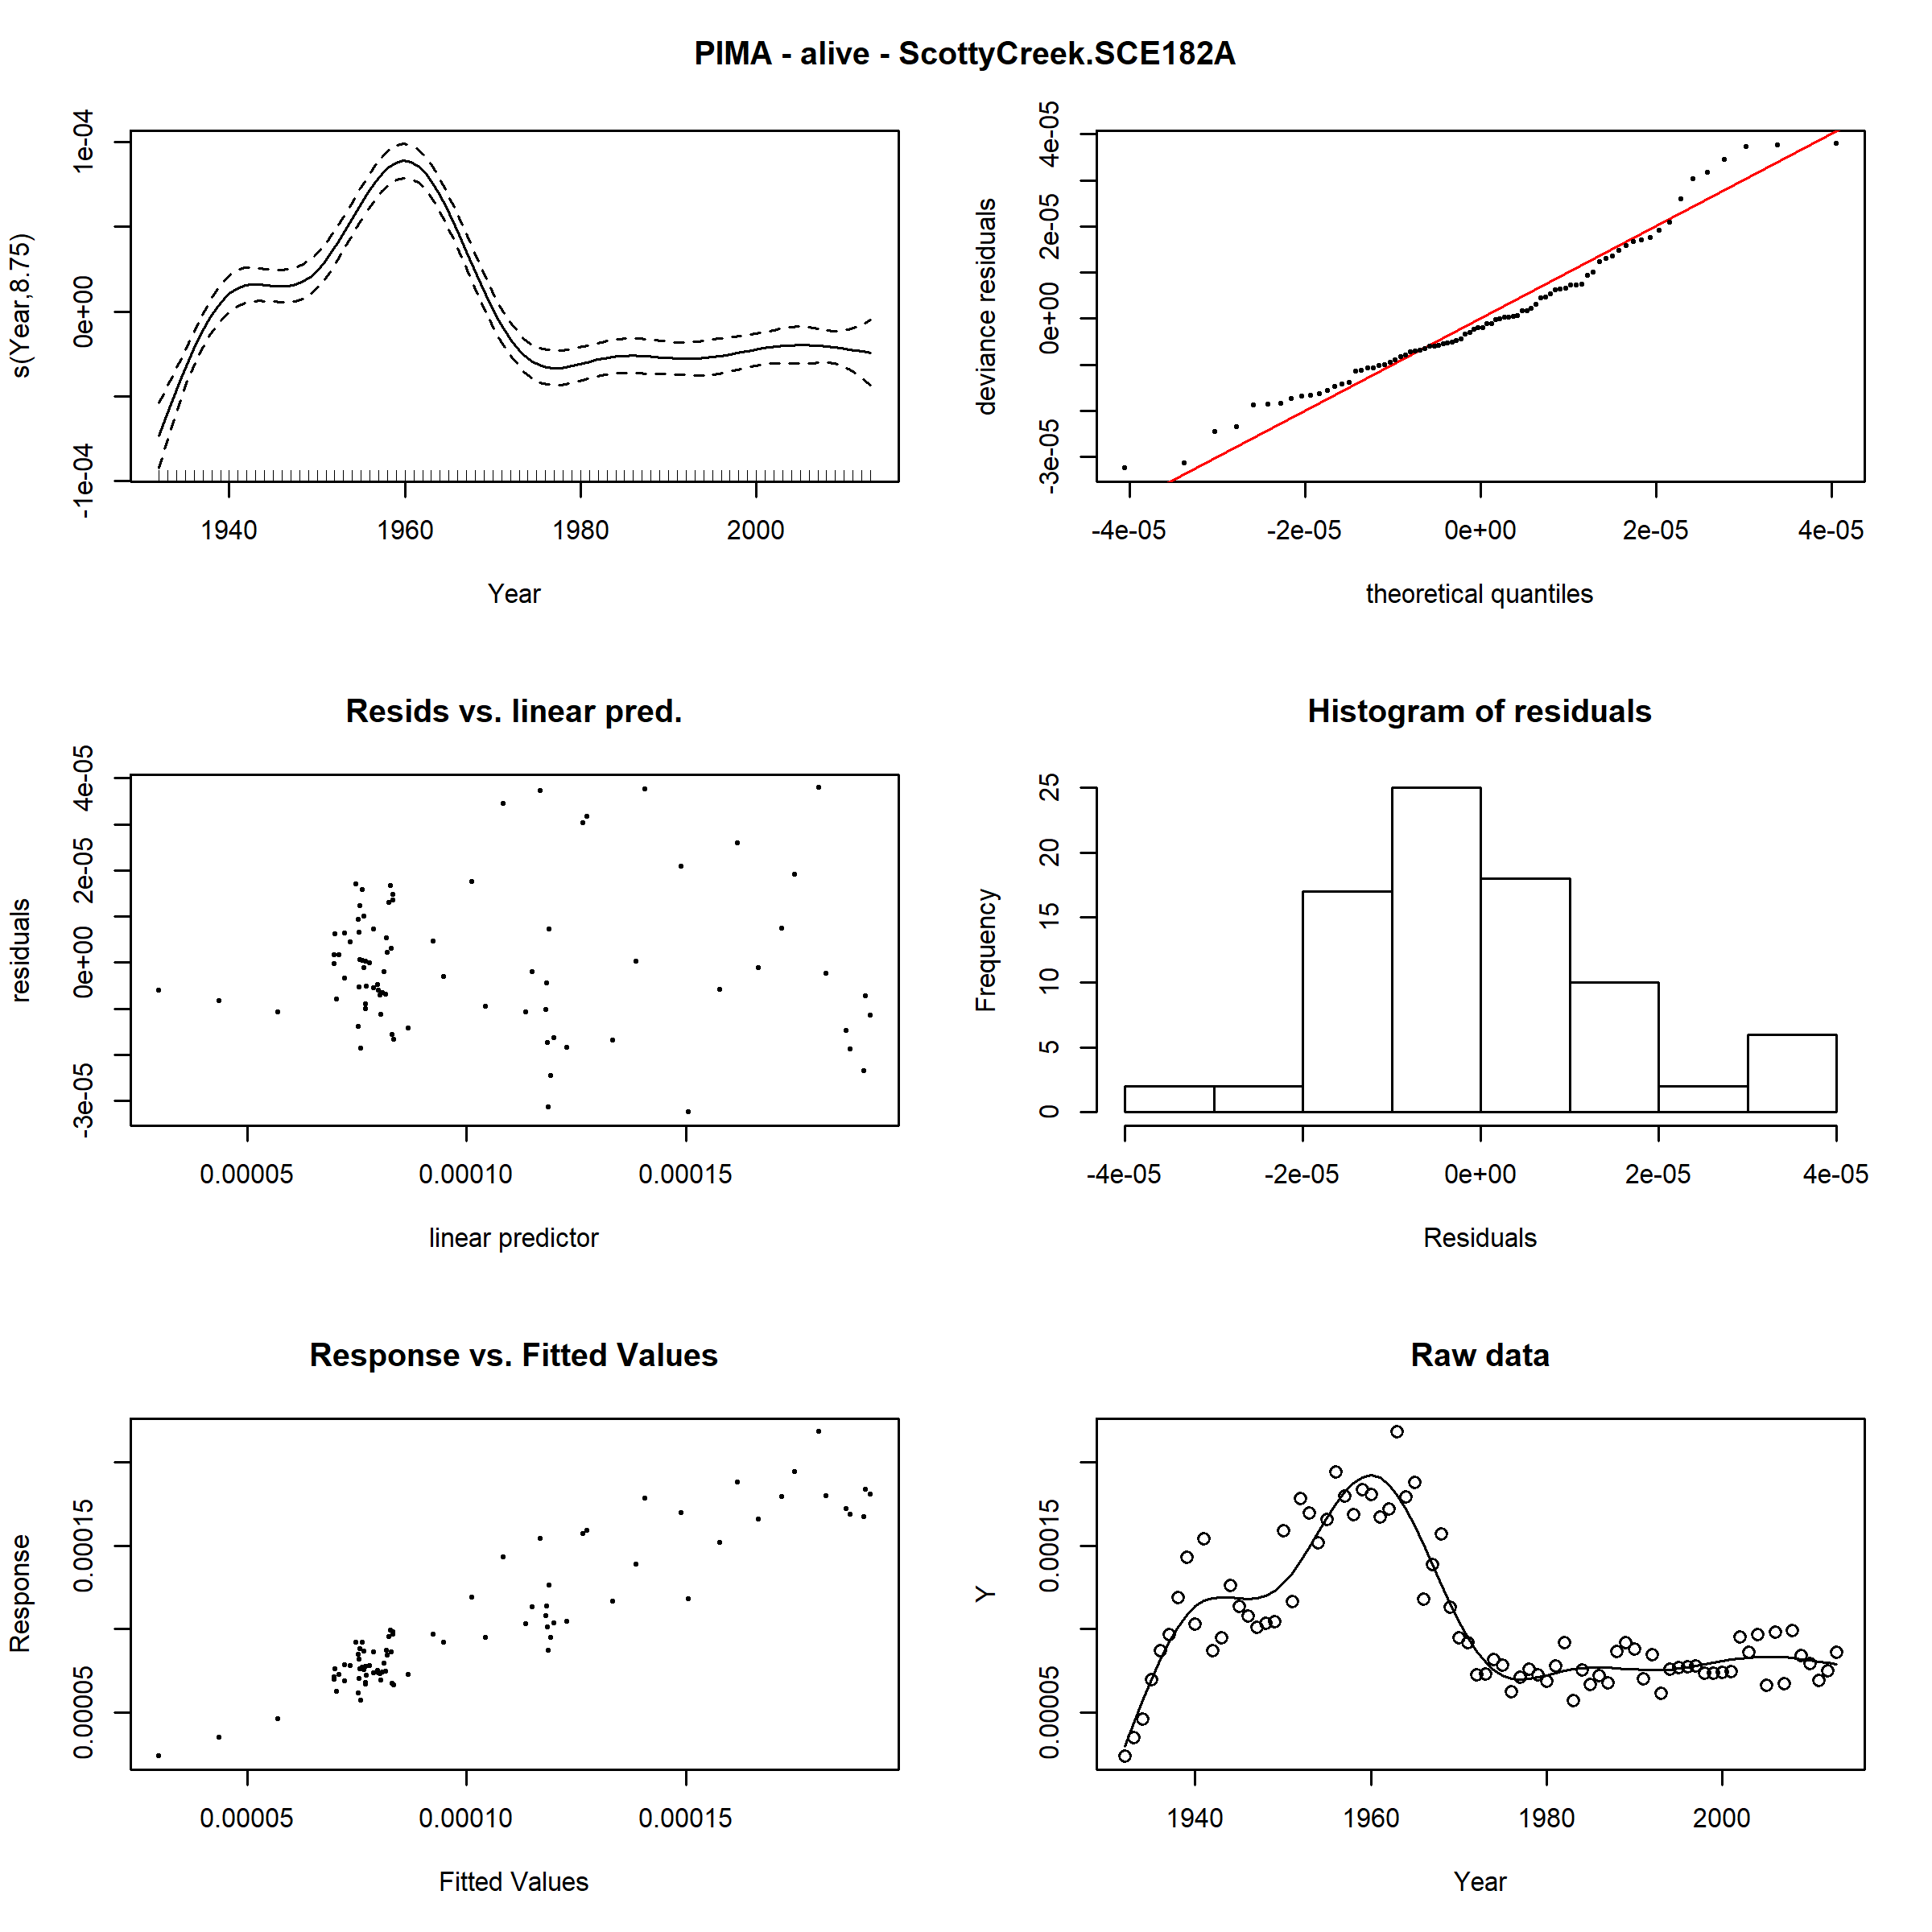 PIMA - alive - ScottyCreek.SCE182A
s(Year,8.75)
-1e-04 0e+00 1e-04
1940 1960 1980 2000
Year
deviance residuals
-3e-05 0e+00 2e-05 4e-05
-4e-05 -2e-05 0e+00 2e-05 4e-05
theoretical quantiles
Resids vs. linear pred.
residuals
-3e-05 0e+00 2e-05 4e-05
0.00005 0.00010 0.00015
linear predictor
Histogram of residuals
Frequency
0 5 10 15 20 25
-4e-05 -2e-05 0e+00 2e-05 4e-05
Residuals
Response vs. Fitted Values
Response
0.00005 0.00015
0.00005 0.00010 0.00015
Fitted Values
Raw data
Y
0.00005 0.00015
1940 1960 1980 2000
Year